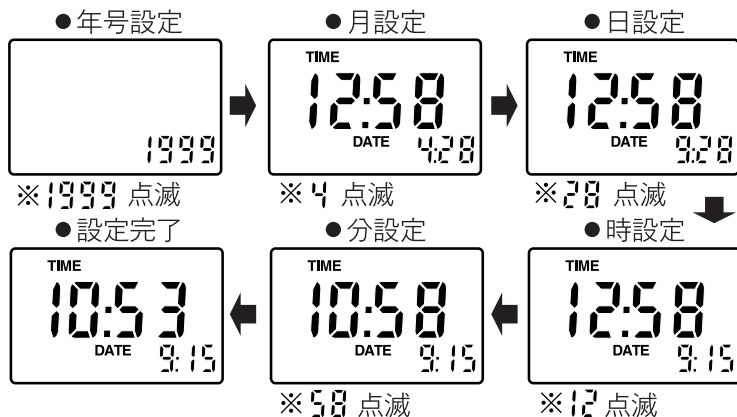 ●年号設定
1999
※1999 点滅
●月設定
TIME
12:58
DATE
4:28
※4 点滅
●日設定
TIME
12:58
DATE
9:28
※28 点滅
●時設定
TIME
12:58
DATE
9:15
※12点滅
●分設定
TIME
10:58
DATE
9:15
※58 点滅
●設定完了
TIME
10:53
DATE
9:15